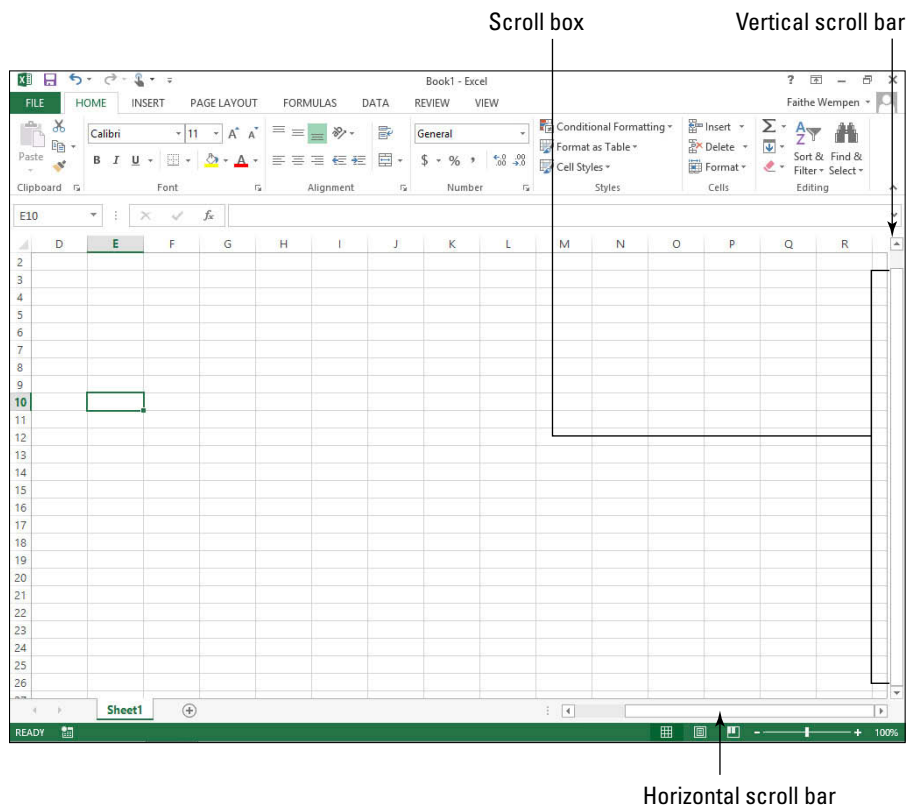 Scroll box Vertical scroll bar
Book1 - Excel ?
FILE HOME INSERT PAGE LAYOUT FORMULAS DATA REVIEW VIEW Faithe Wempen
Calibri 11 A A General Conditional Formatting Insert Σ A Z
Paste Format as Table Delete Sort & Find &
B I U A $ % , .0 .00 .00 .0 Cell Styles Format Filter Select
Clipboard Font Alignment Number Styles Cells Editing
E10 fx
D E F G H I J K L M N O P Q R
2
3
4
5
6
7
8
9
10
11
12
13
14
15
16
17
18
19
20
21
22
23
24
25
26
Sheet1
READY - + 100%
Horizontal scroll bar